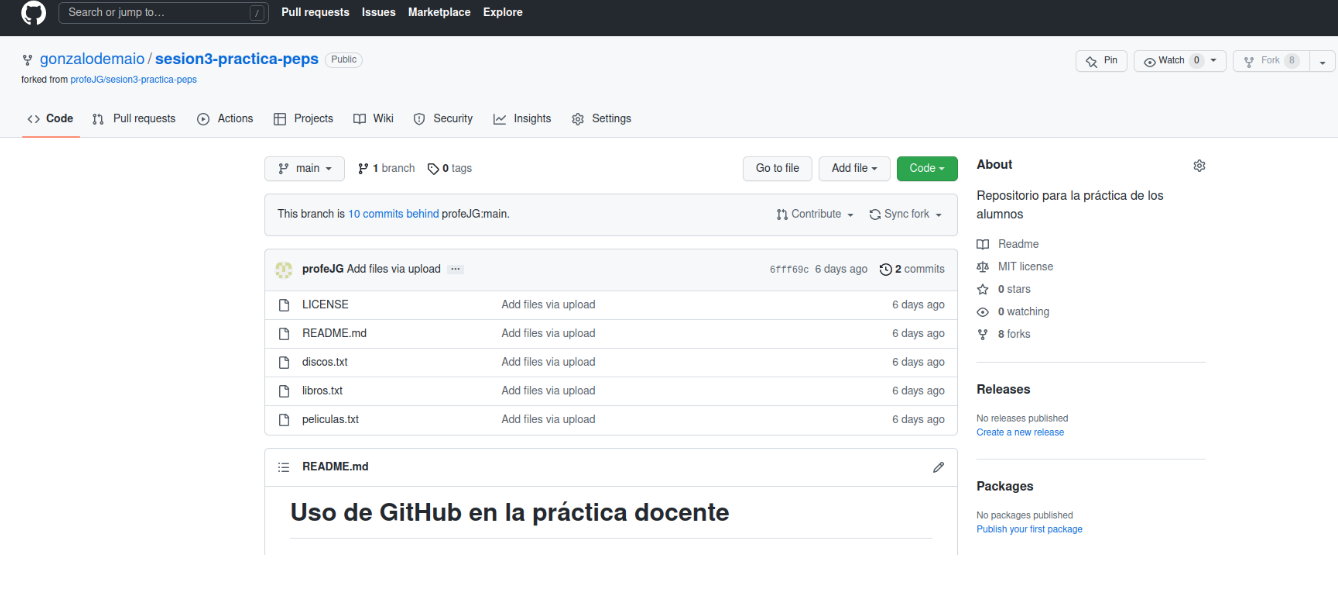 Search or jump to... / Pull requests Issues Marketplace Explore
gonzalodemaio / sesion3-practica-peps Public Pin Watch 0 Fork 8
forked from profeJG/sesion3-practica-peps
Code Pull requests Actions Projects Wiki Security Insights Settings
main 1 branch 0 tags Go to file Add file Code
This branch is 10 commits behind profeJG:main. Contribute Sync fork
profeJG Add files via upload ... 6fff69c 6 days ago 2 commits
LICENSE Add files via upload 6 days ago
README.md Add files via upload 6 days ago
discos.txt Add files via upload 6 days ago
libros.txt Add files via upload 6 days ago
peliculas.txt Add files via upload 6 days ago
README.md
Uso de GitHub en la práctica docente
About
Repositorio para la práctica de los
alumnos
Readme
MIT license
0 stars
0 watching
8 forks
Releases
No releases published
Create a new release
Packages
No packages published
Publish your first package